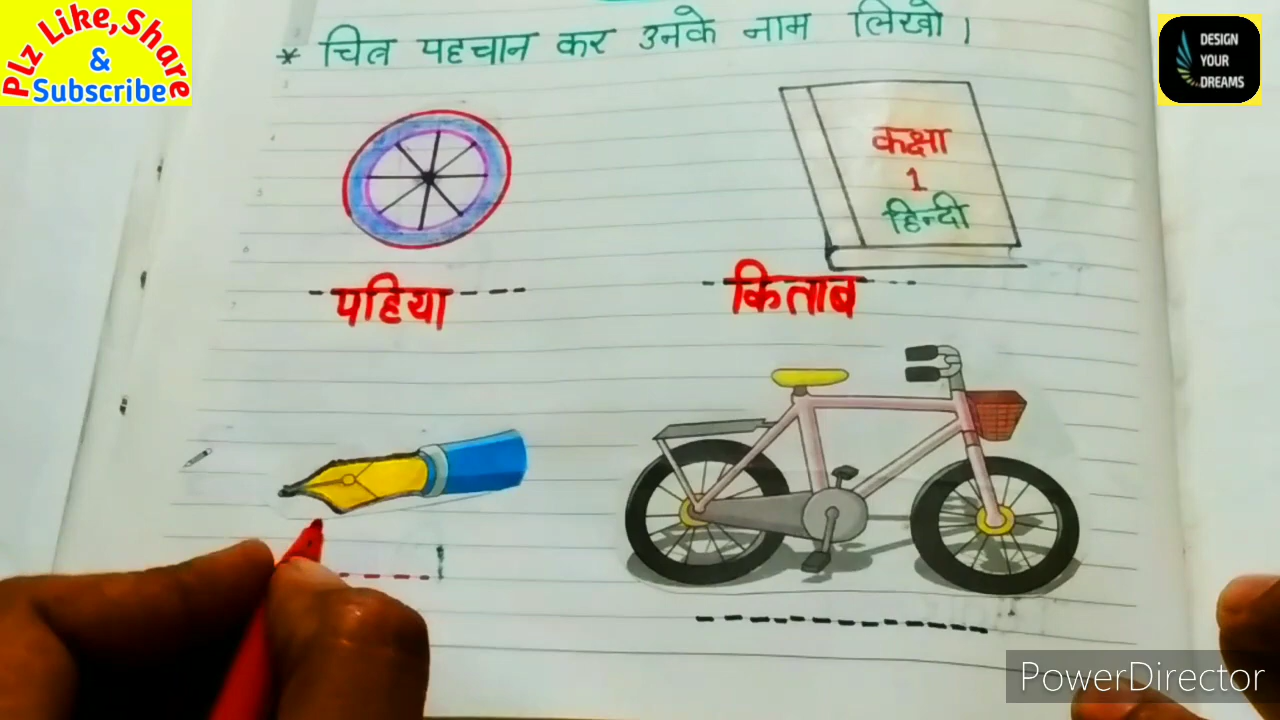 Plz Like, Share
&
Subscribe
DESIGN
YOUR
DREAMS
* चित्र पहचान कर उनके नाम लिखो।
कक्षा
1
हिन्दी
पहिया
किताब
PowerDirector